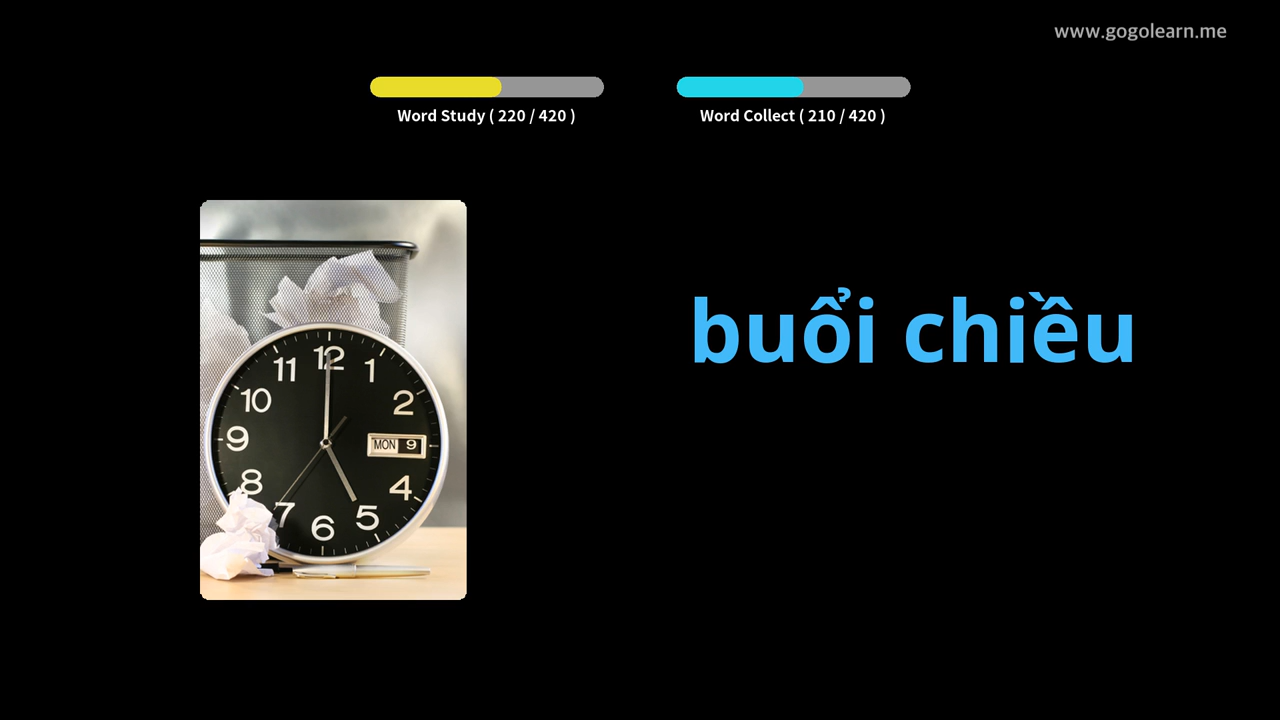 www.gogolearn.me
Word Study ( 220 / 420 )
Word Collect ( 210 / 420 )
buổi chiều
12
11
1
10
2
9
MON 9
8
4
7
5
6